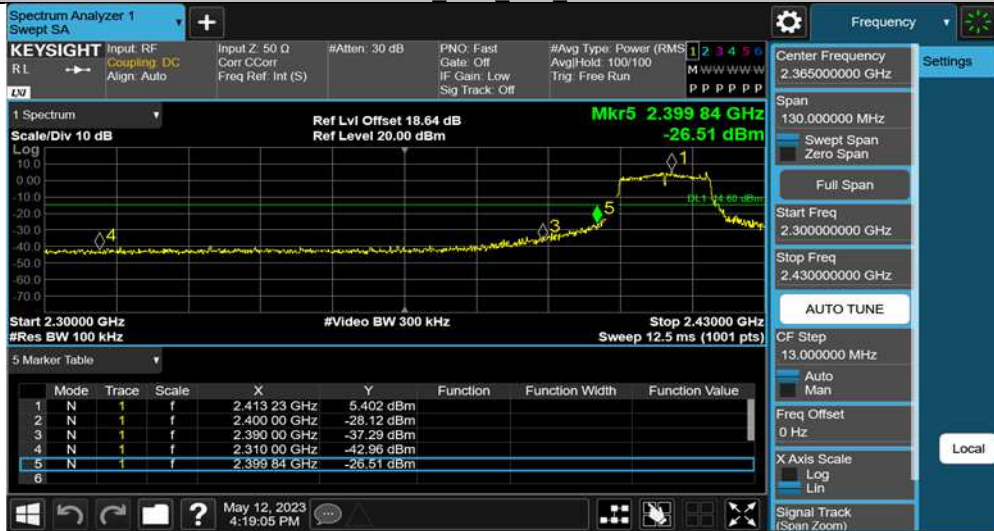 Spectrum Analyzer 1
Swept SA
+
Frequency
KEYSIGHT
RL
LXI
Input: RF
Coupling: DC
Align: Auto
Input Z: 50 Ω
Corr CCorr
Freq Ref: Int (S)
#Atten: 30 dB
PNO: Fast
Gate: Off
IF Gain: Low
Sig Track: Off
#Avg Type: Power (RMS
Avg|Hold: 100/100
Trig: Free Run
1 2 3 4 5 6
M W W W W W
P P P P P P
1 Spectrum
Scale/Div 10 dB
Ref Lvl Offset 18.64 dB
Ref Level 20.00 dBm
Mkr5 2.399 84 GHz
-26.51 dBm
Log
10.0
0.00
-10.0
-20.0
-30.0
-40.0
-50.0
-60.0
-70.0
1
DL1 -14.60 dBm
5
3
4
Start 2.30000 GHz
#Res BW 100 kHz
#Video BW 300 kHz
Stop 2.43000 GHz
Sweep 12.5 ms (1001 pts)
5 Marker Table
Mode Trace Scale X Y Function Function Width Function Value
1 N 1 f 2.413 23 GHz 5.402 dBm
2 N 1 f 2.400 00 GHz -28.12 dBm
3 N 1 f 2.390 00 GHz -37.29 dBm
4 N 1 f 2.310 00 GHz -42.96 dBm
5 N 1 f 2.399 84 GHz -26.51 dBm
6
?
May 12, 2023
4:19:05 PM
Center Frequency
2.365000000 GHz
Span
130.000000 MHz
Swept Span
Zero Span
Full Span
Start Freq
2.300000000 GHz
Stop Freq
2.430000000 GHz
AUTO TUNE
CF Step
13.000000 MHz
Auto
Man
Freq Offset
0 Hz
X Axis Scale
Log
Lin
Signal Track
(Span Zoom)
Settings
Local